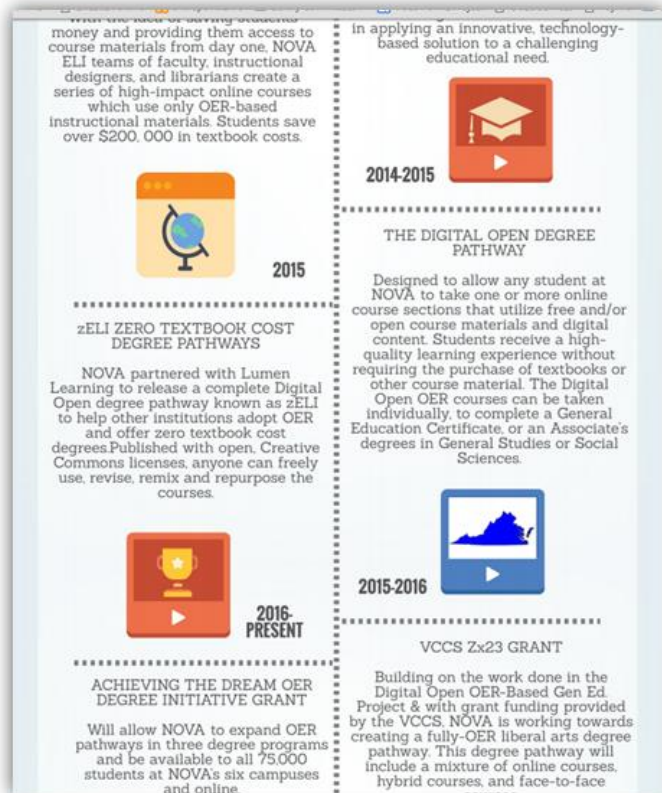 with the idea of saving students
money and providing them access to
course materials from day one, NOVA
ELI teams of faculty, instructional
designers, and librarians create a
series of high-impact online courses
which use only OER-based
instructional materials. Students save
over $200, 000 in textbook costs.
2015
zELI ZERO TEXTBOOK COST
DEGREE PATHWAYS
NOVA partnered with Lumen
Learning to release a complete Digital
Open degree pathway known as zELI
to help other institutions adopt OER
and offer zero textbook cost
degrees.Published with open, Creative
Commons licenses, anyone can freely
use, revise, remix and repurpose the
courses.
2016-
PRESENT
ACHIEVING THE DREAM OER
DEGREE INITIATIVE GRANT
Will allow NOVA to expand OER
pathways in three degree programs
and be available to all 75,000
students at NOVA's six campuses
and online.
in applying an innovative, technology-
based solution to a challenging
educational need.
2014-2015
THE DIGITAL OPEN DEGREE
PATHWAY
Designed to allow any student at
NOVA to take one or more online
course sections that utilize free and/or
open course materials and digital
content. Students receive a high-
quality learning experience without
requiring the purchase of textbooks or
other course material. The Digital
Open OER courses can be taken
individually, to complete a General
Education Certificate, or an Associate's
degrees in General Studies or Social
Sciences.
2015-2016
VCCS Zx23 GRANT
Building on the work done in the
Digital Open OER-Based Gen Ed.
Project & with grant funding provided
by the VCCS, NOVA is working towards
creating a fully-OER liberal arts degree
pathway. This degree pathway will
include a mixture of online courses,
hybrid courses, and face-to-face